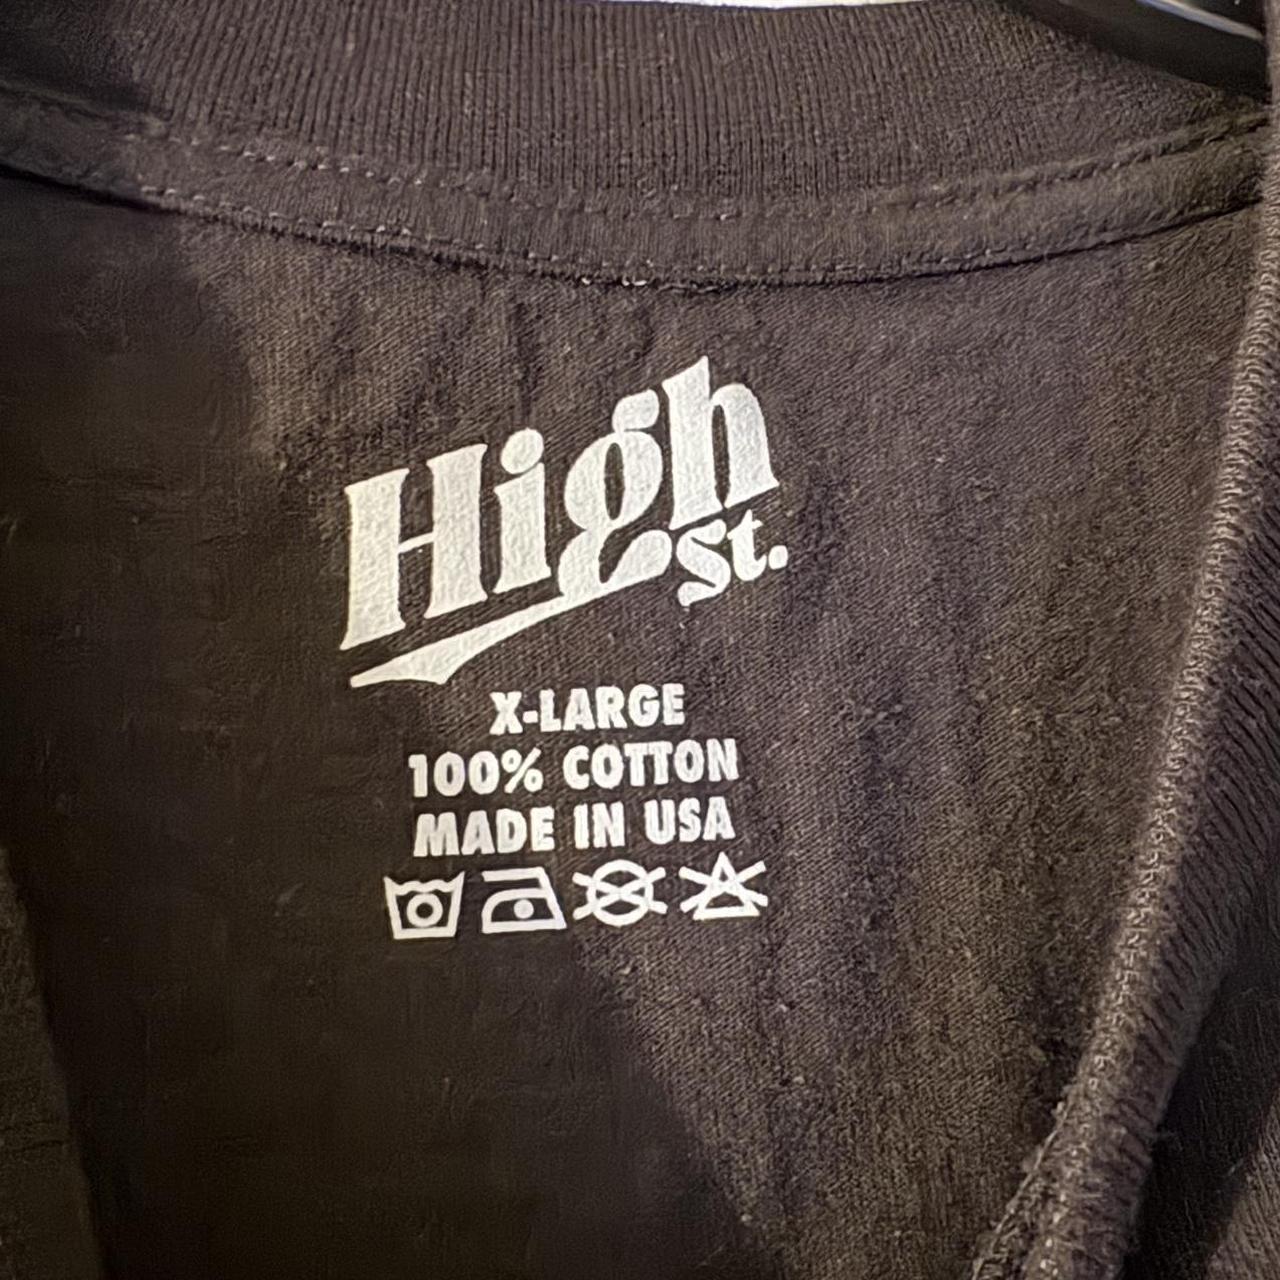 High
St.
X-LARGE
100% COTTON
MADE IN USA